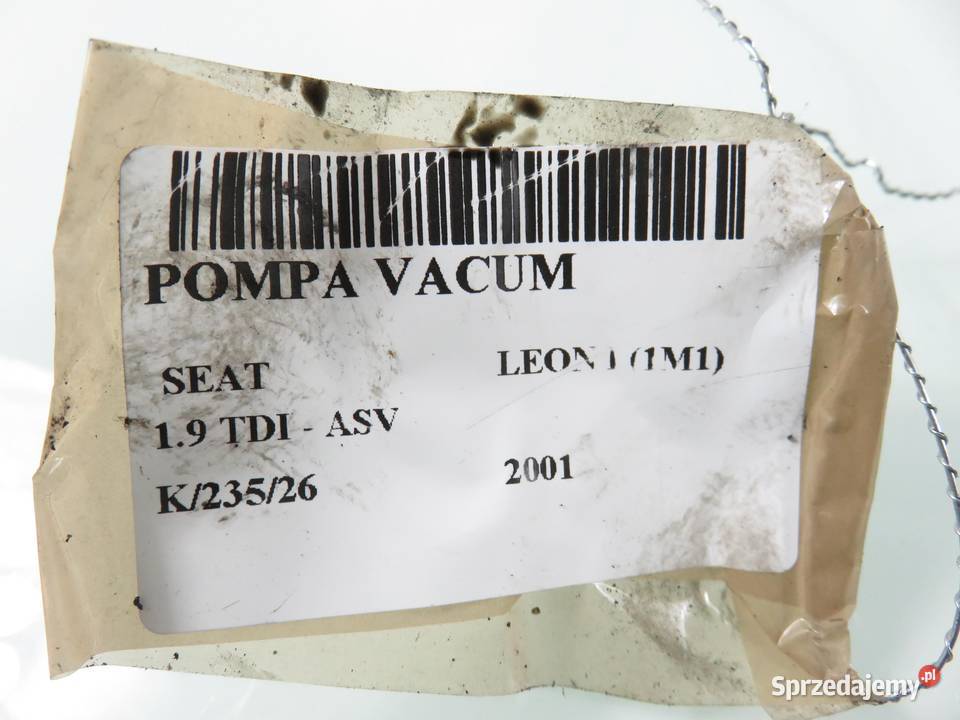 POMPA VACUM
SEAT LEON I (1M1)
1.9 TDI - ASV
K/235/26 2001
Sprzedajemy.pl